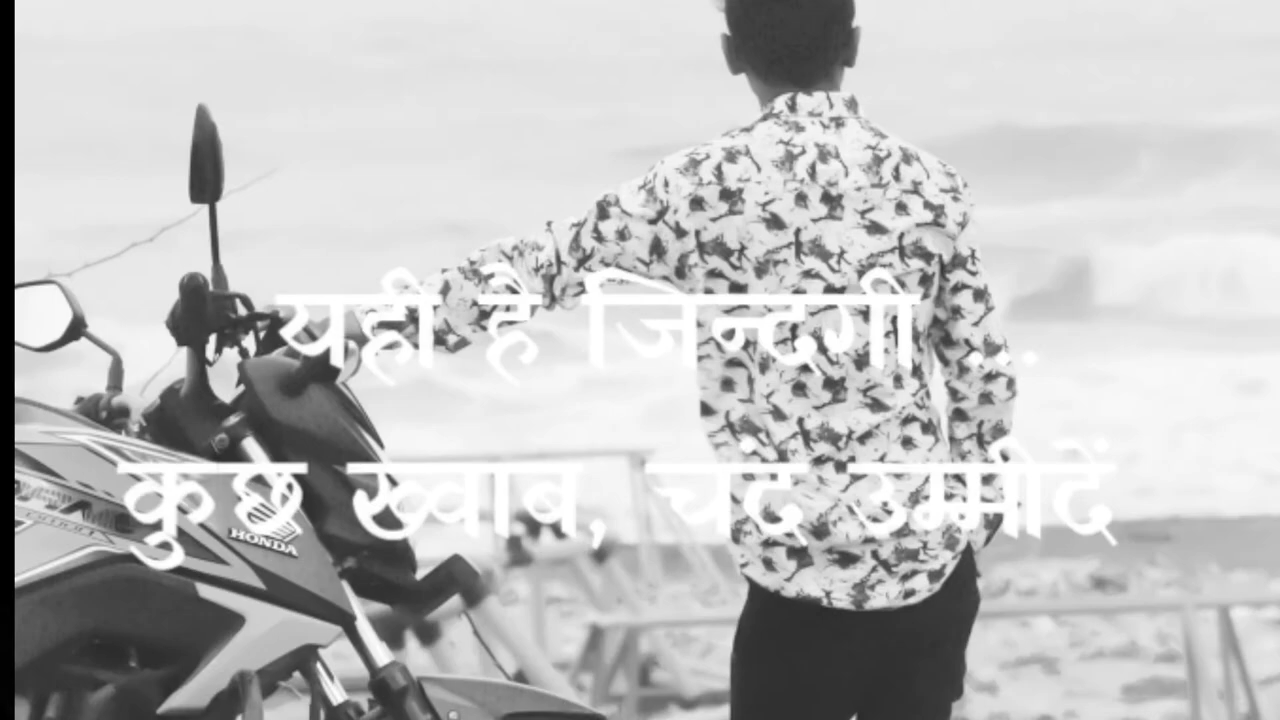 यही है जिन्दगी ...
कुछ ख्वाब, चंद उम्मीदें
HONDA